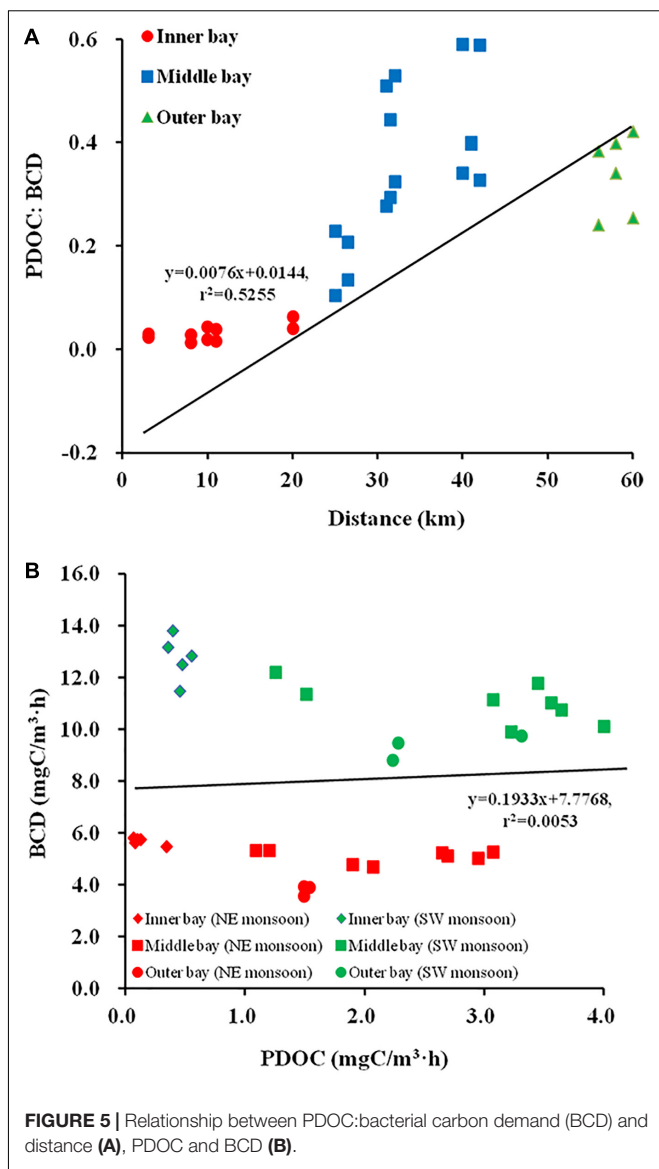 A
Inner bay
Middle bay
Outer bay
0.6
0.4
0.2
0.0
-0.2
PDOC: BCD
y=0.0076x+0.0144,
r²=0.5255
0 10 20 30 40 50 60
Distance (km)
B
16.0
14.0
12.0
10.0
8.0
6.0
4.0
2.0
0.0
BCD (mgC/m³·h)
y=0.1933x+7.7768,
r²=0.0053
Inner bay (NE monsoon) Inner bay (SW monsoon)
Middle bay (NE monsoon) Middle bay (SW monsoon)
Outer bay (NE monsoon) Outer bay (SW monsoon)
0.0 1.0 2.0 3.0 4.0
PDOC (mgC/m³·h)
FIGURE 5 | Relationship between PDOC:bacterial carbon demand (BCD) and
distance (A), PDOC and BCD (B).